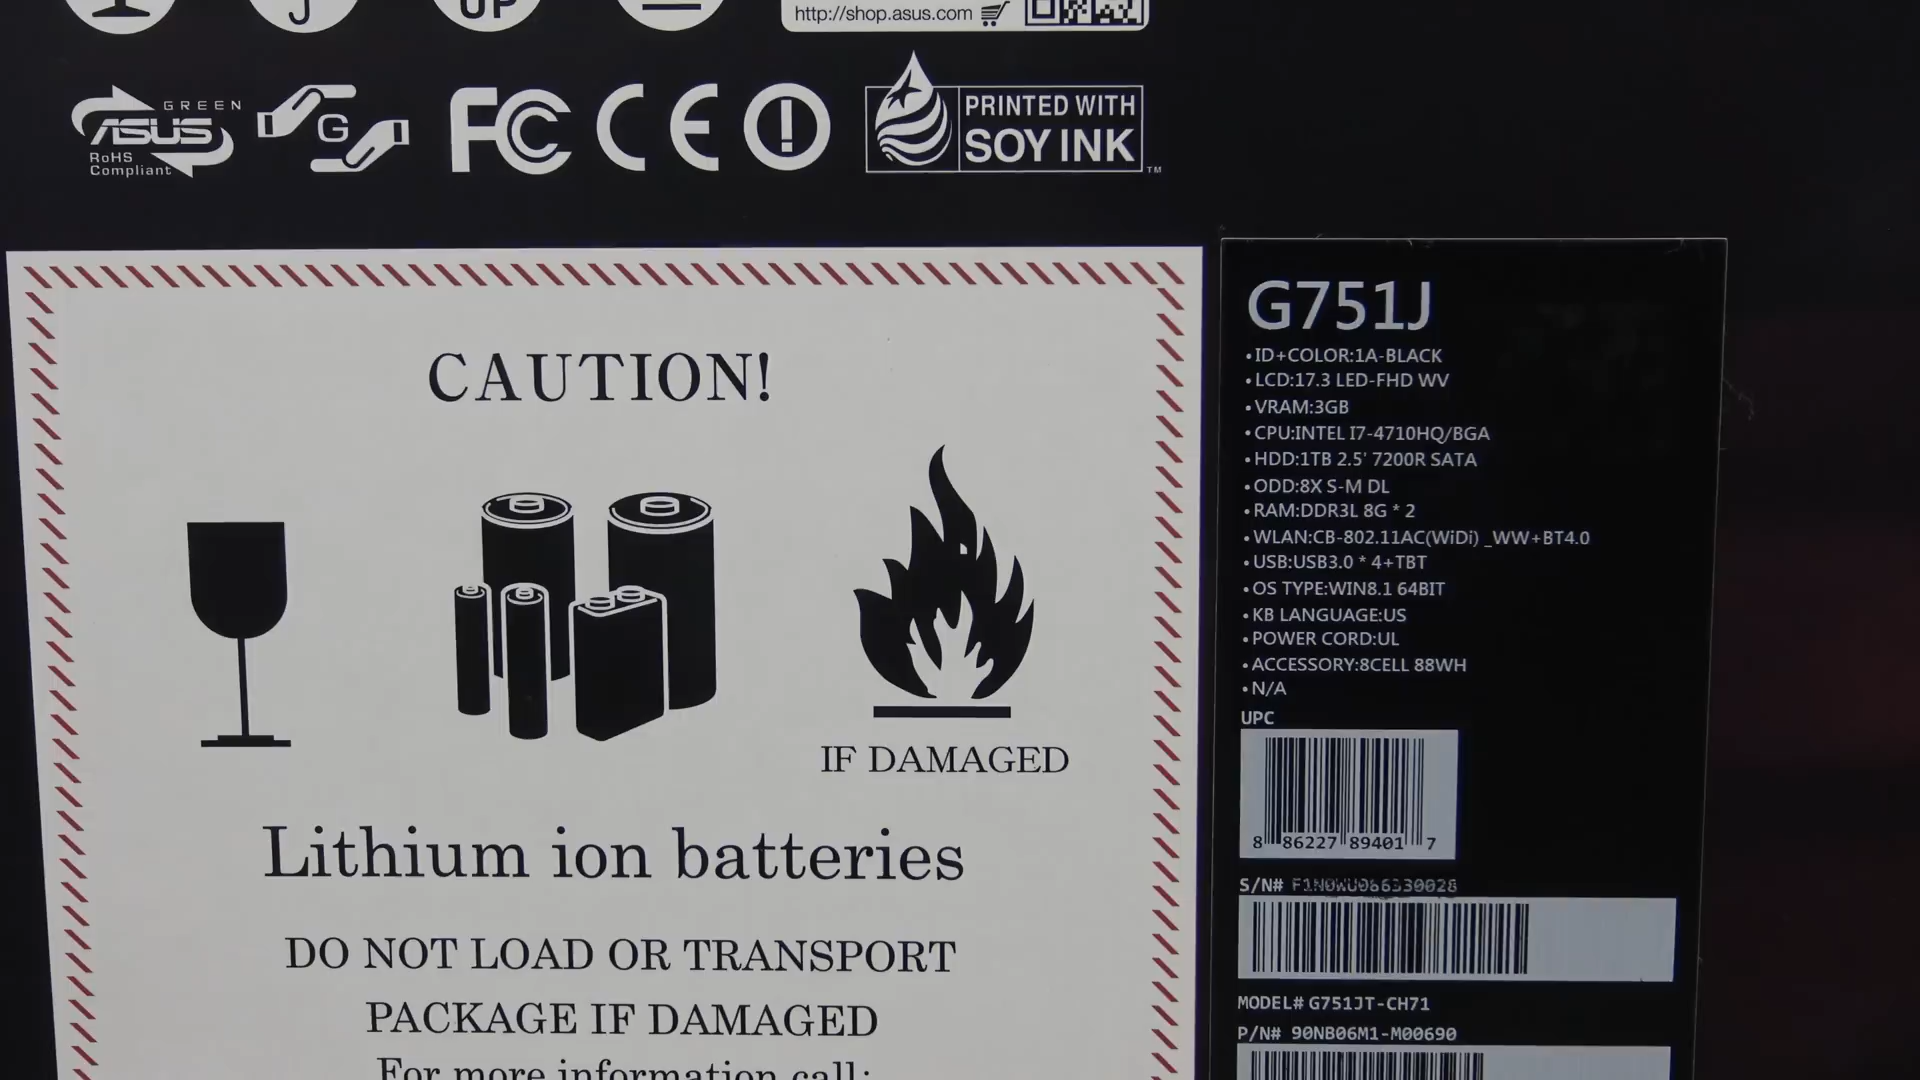 UP
http://shop.asus.com
GREEN
ASUS
RoHS
Compliant
G
FC CE
PRINTED WITH
SOY INK
TM
CAUTION!
IF DAMAGED
Lithium ion batteries
DO NOT LOAD OR TRANSPORT
PACKAGE IF DAMAGED
For more information call:
G751J
•ID+COLOR:1A-BLACK
•LCD:17.3 LED-FHD WV
•VRAM:3GB
•CPU:INTEL I7-4710HQ/BGA
•HDD:1TB 2.5' 7200R SATA
•ODD:8X S-M DL
•RAM:DDR3L 8G * 2
•WLAN:CB-802.11AC(WiDi) _WW+BT4.0
•USB:USB3.0 * 4+TBT
•OS TYPE:WIN8.1 64BIT
•KB LANGUAGE:US
•POWER CORD:UL
•ACCESSORY:8CELL 88WH
•N/A
UPC
8 86227 89401 7
S/N#
MODEL# G751JT-CH71
P/N# 90NB06M1-M00690